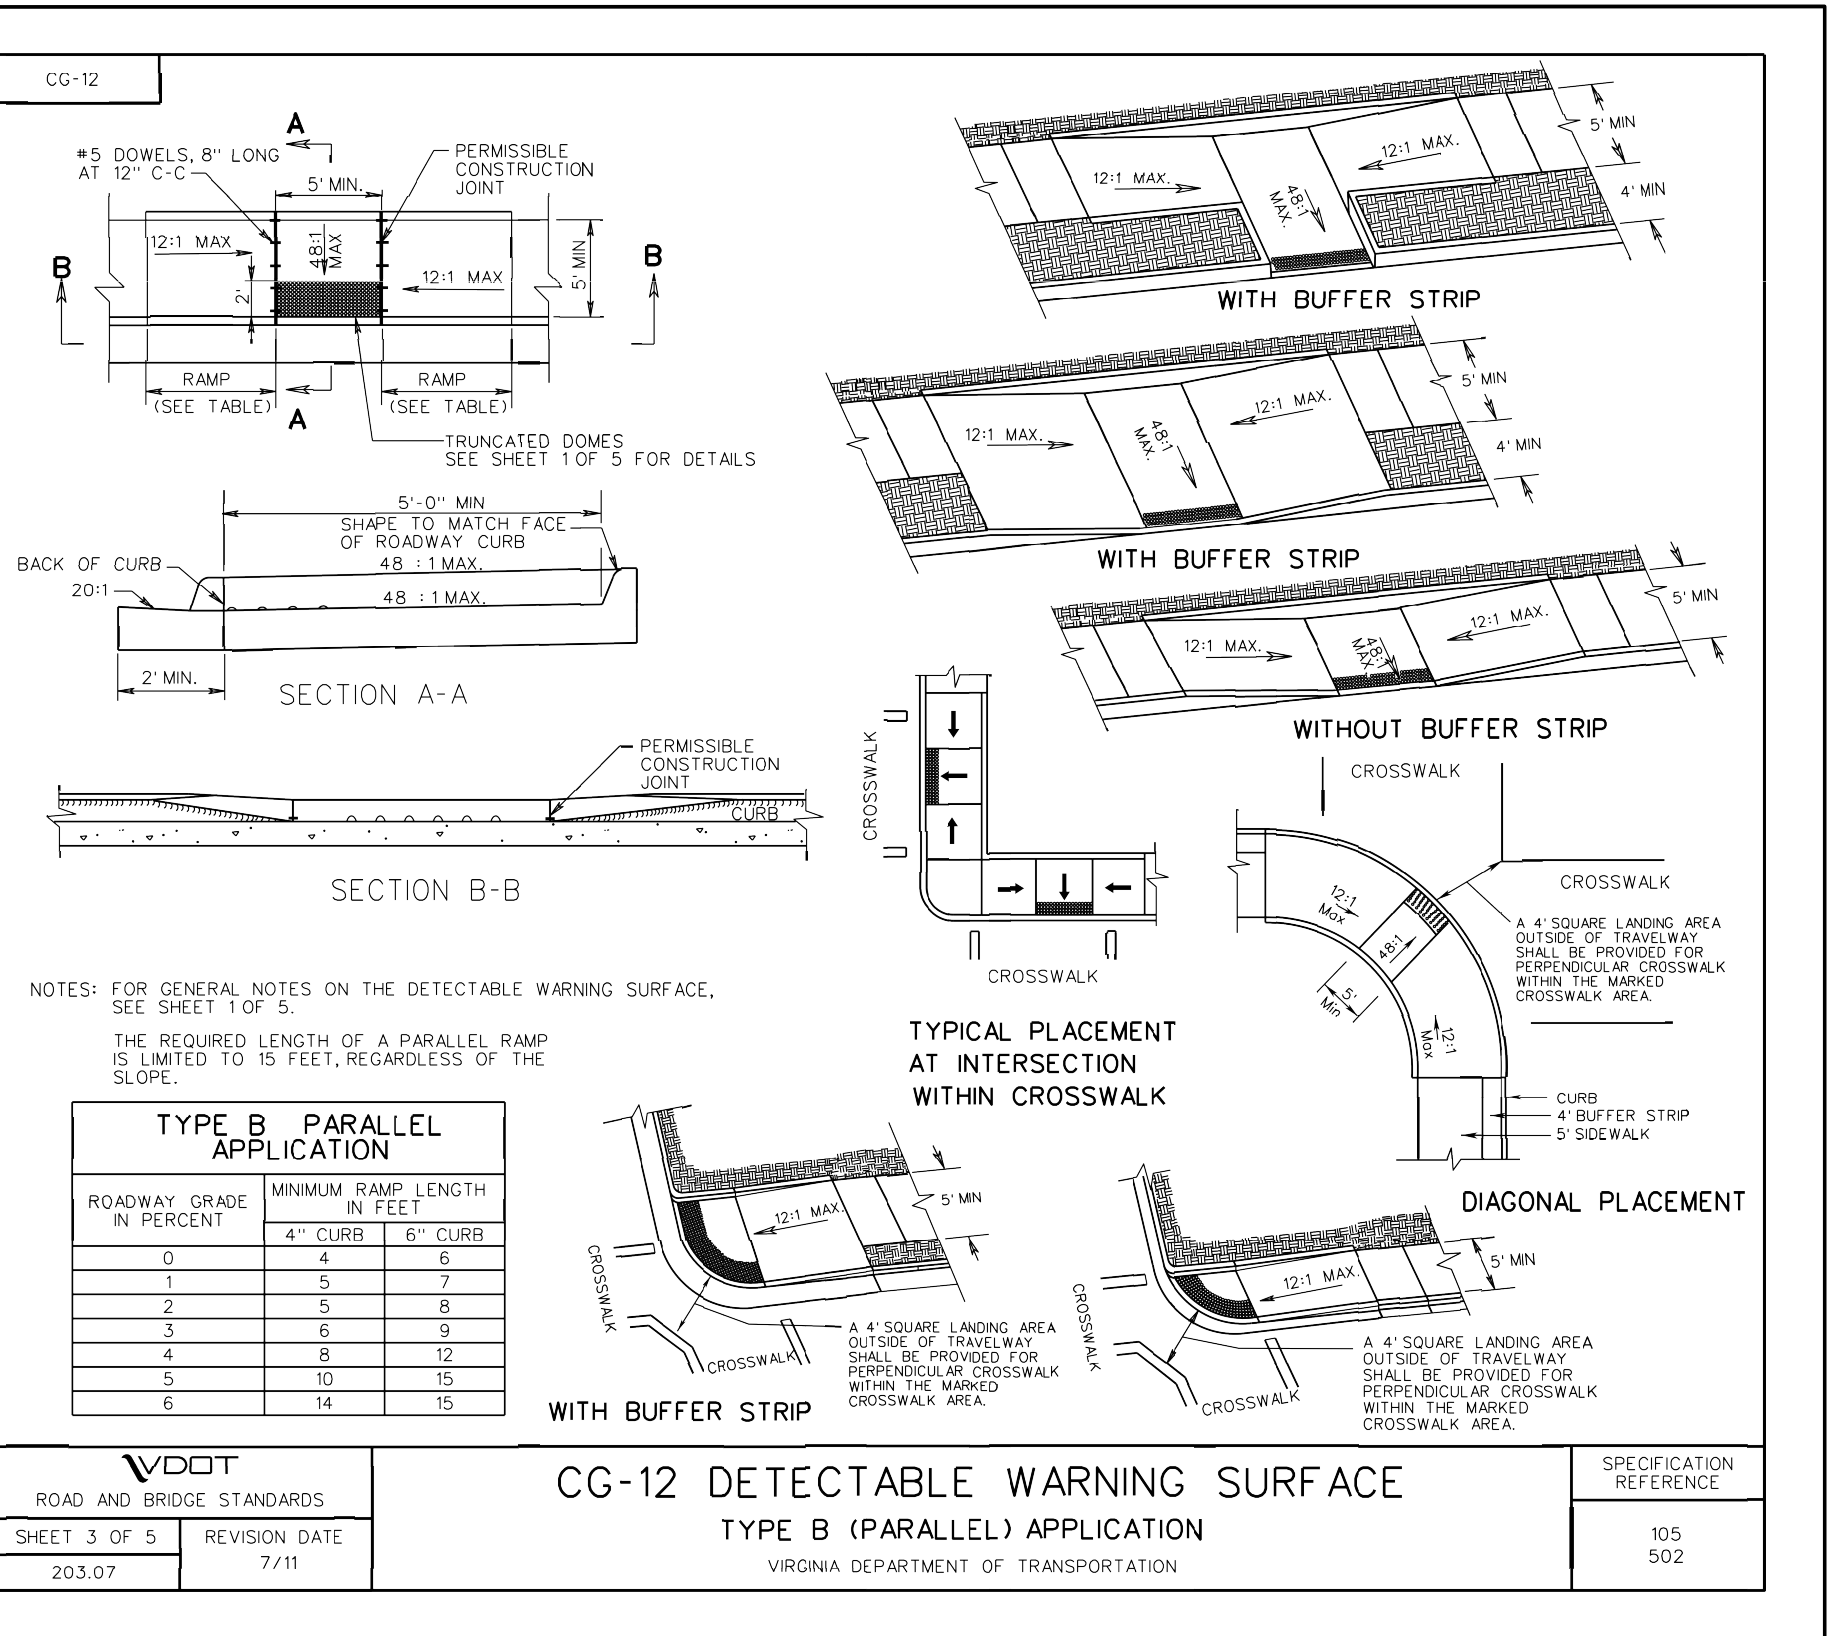 CG-12
A
#5 DOWELS, 8" LONG
AT 12" C-C
PERMISSIBLE
CONSTRUCTION
JOINT
5' MIN.
12:1 MAX
48:1
MAX
5' MIN
B
B
2'
12:1 MAX
RAMP
(SEE TABLE)
A
RAMP
(SEE TABLE)
TRUNCATED DOMES
SEE SHEET 1 OF 5 FOR DETAILS
5'-0" MIN
SHAPE TO MATCH FACE
OF ROADWAY CURB
BACK OF CURB
20:1
48 : 1 MAX.
48 : 1 MAX.
2' MIN.
SECTION A-A
PERMISSIBLE
CONSTRUCTION
JOINT
CURB
SECTION B-B
12:1 MAX.
48:1
MAX.
12:1 MAX.
5' MIN
4' MIN
WITH BUFFER STRIP
12:1 MAX.
48:1
MAX.
12:1 MAX.
5' MIN
4' MIN
WITH BUFFER STRIP
12:1 MAX.
48:1
MAX.
12:1 MAX.
5' MIN
WITHOUT BUFFER STRIP
CROSSWALK
CROSSWALK
TYPICAL PLACEMENT
AT INTERSECTION
WITHIN CROSSWALK
CROSSWALK
CROSSWALK
12:1
Max
48:1
5'
Min
12:1
Max
A 4' SQUARE LANDING AREA
OUTSIDE OF TRAVELWAY
SHALL BE PROVIDED FOR
PERPENDICULAR CROSSWALK
WITHIN THE MARKED
CROSSWALK AREA.
CURB
4' BUFFER STRIP
5' SIDEWALK
DIAGONAL PLACEMENT
NOTES: FOR GENERAL NOTES ON THE DETECTABLE WARNING SURFACE,
SEE SHEET 1 OF 5.
THE REQUIRED LENGTH OF A PARALLEL RAMP
IS LIMITED TO 15 FEET, REGARDLESS OF THE
SLOPE.
TYPE B PARALLEL
APPLICATION
ROADWAY GRADE
IN PERCENT
MINIMUM RAMP LENGTH
IN FEET
4" CURB 6" CURB
0 4 6
1 5 7
2 5 8
3 6 9
4 8 12
5 10 15
6 14 15
12:1 MAX.
5' MIN
CROSSWALK
CROSSWALK
A 4' SQUARE LANDING AREA
OUTSIDE OF TRAVELWAY
SHALL BE PROVIDED FOR
PERPENDICULAR CROSSWALK
WITHIN THE MARKED
CROSSWALK AREA.
WITH BUFFER STRIP
12:1 MAX.
5' MIN
CROSSWALK
CROSSWALK
A 4' SQUARE LANDING AREA
OUTSIDE OF TRAVELWAY
SHALL BE PROVIDED FOR
PERPENDICULAR CROSSWALK
WITHIN THE MARKED
CROSSWALK AREA.
VDOT
ROAD AND BRIDGE STANDARDS
SHEET 3 OF 5
203.07
REVISION DATE
7/11
CG-12 DETECTABLE WARNING SURFACE
TYPE B (PARALLEL) APPLICATION
VIRGINIA DEPARTMENT OF TRANSPORTATION
SPECIFICATION
REFERENCE
105
502